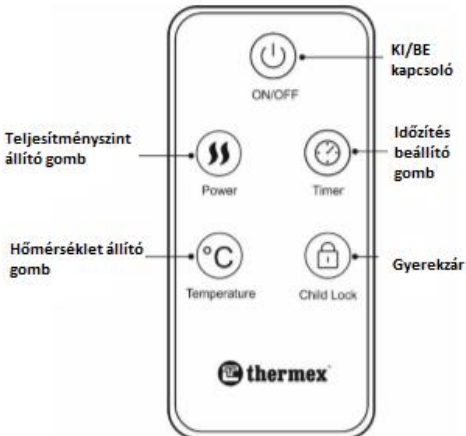 KI/BE
kapcsoló
ON/OFF
Teljesítményszint
állító gomb
Időzítés
beállító
gomb
Power
Timer
Hőmérséklet állító
gomb
°C
Gyerekzár
Temperature
Child Lock
thermex